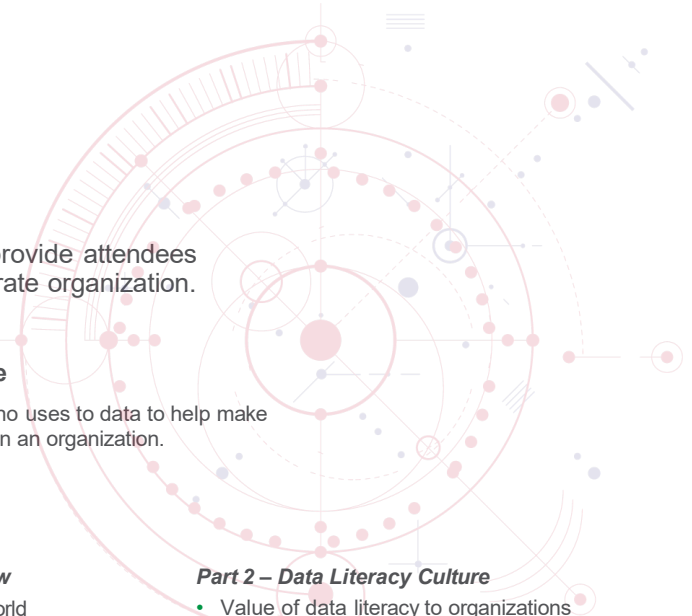 provide attendees
rate organization.
e
ho uses to data to help make
n an organization.
w
Part 2 – Data Literacy Culture
orld
• Value of data literacy to organizations